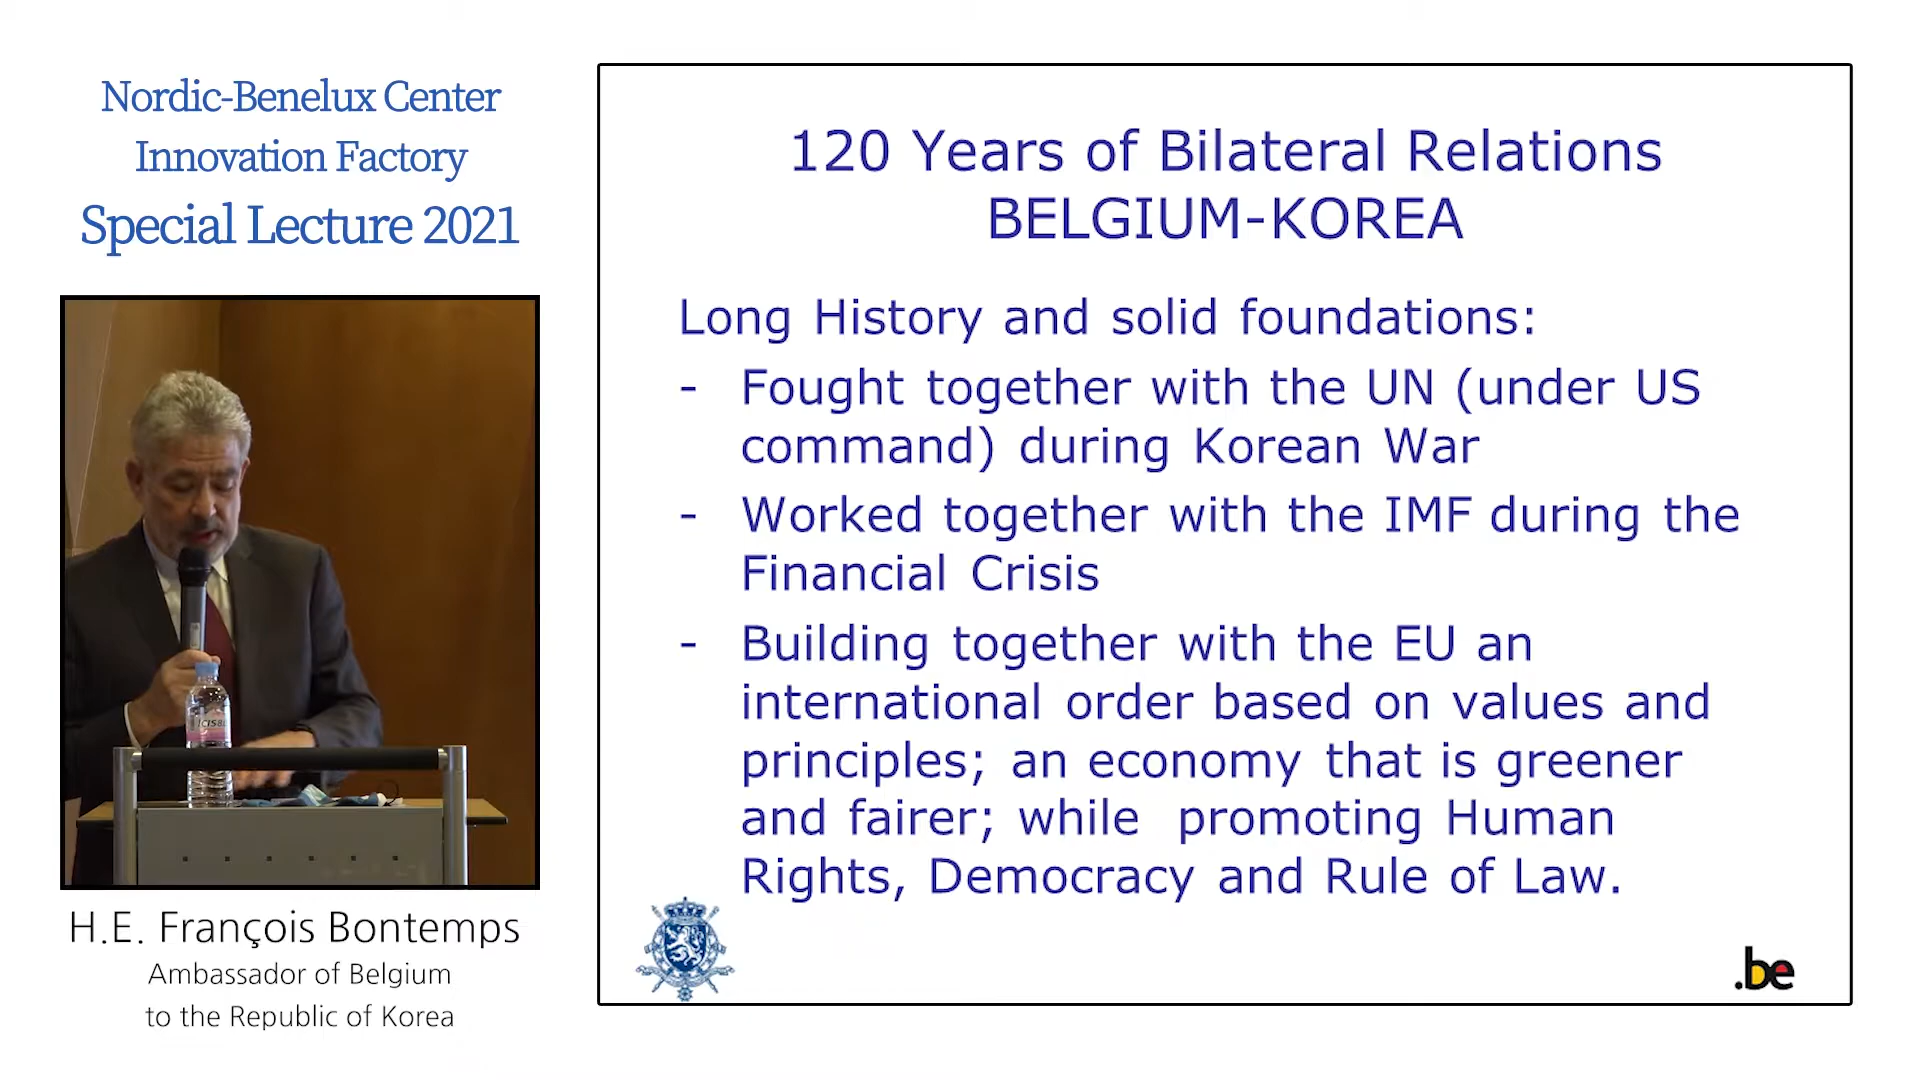 Nordic-Benelux Center
Innovation Factory
Special Lecture 2021
H.E. François Bontemps
Ambassador of Belgium
to the Republic of Korea
120 Years of Bilateral Relations
BELGIUM-KOREA
Long History and solid foundations:
- Fought together with the UN (under US
command) during Korean War
- Worked together with the IMF during the
Financial Crisis
- Building together with the EU an
international order based on values and
principles; an economy that is greener
and fairer; while promoting Human
Rights, Democracy and Rule of Law.
.be